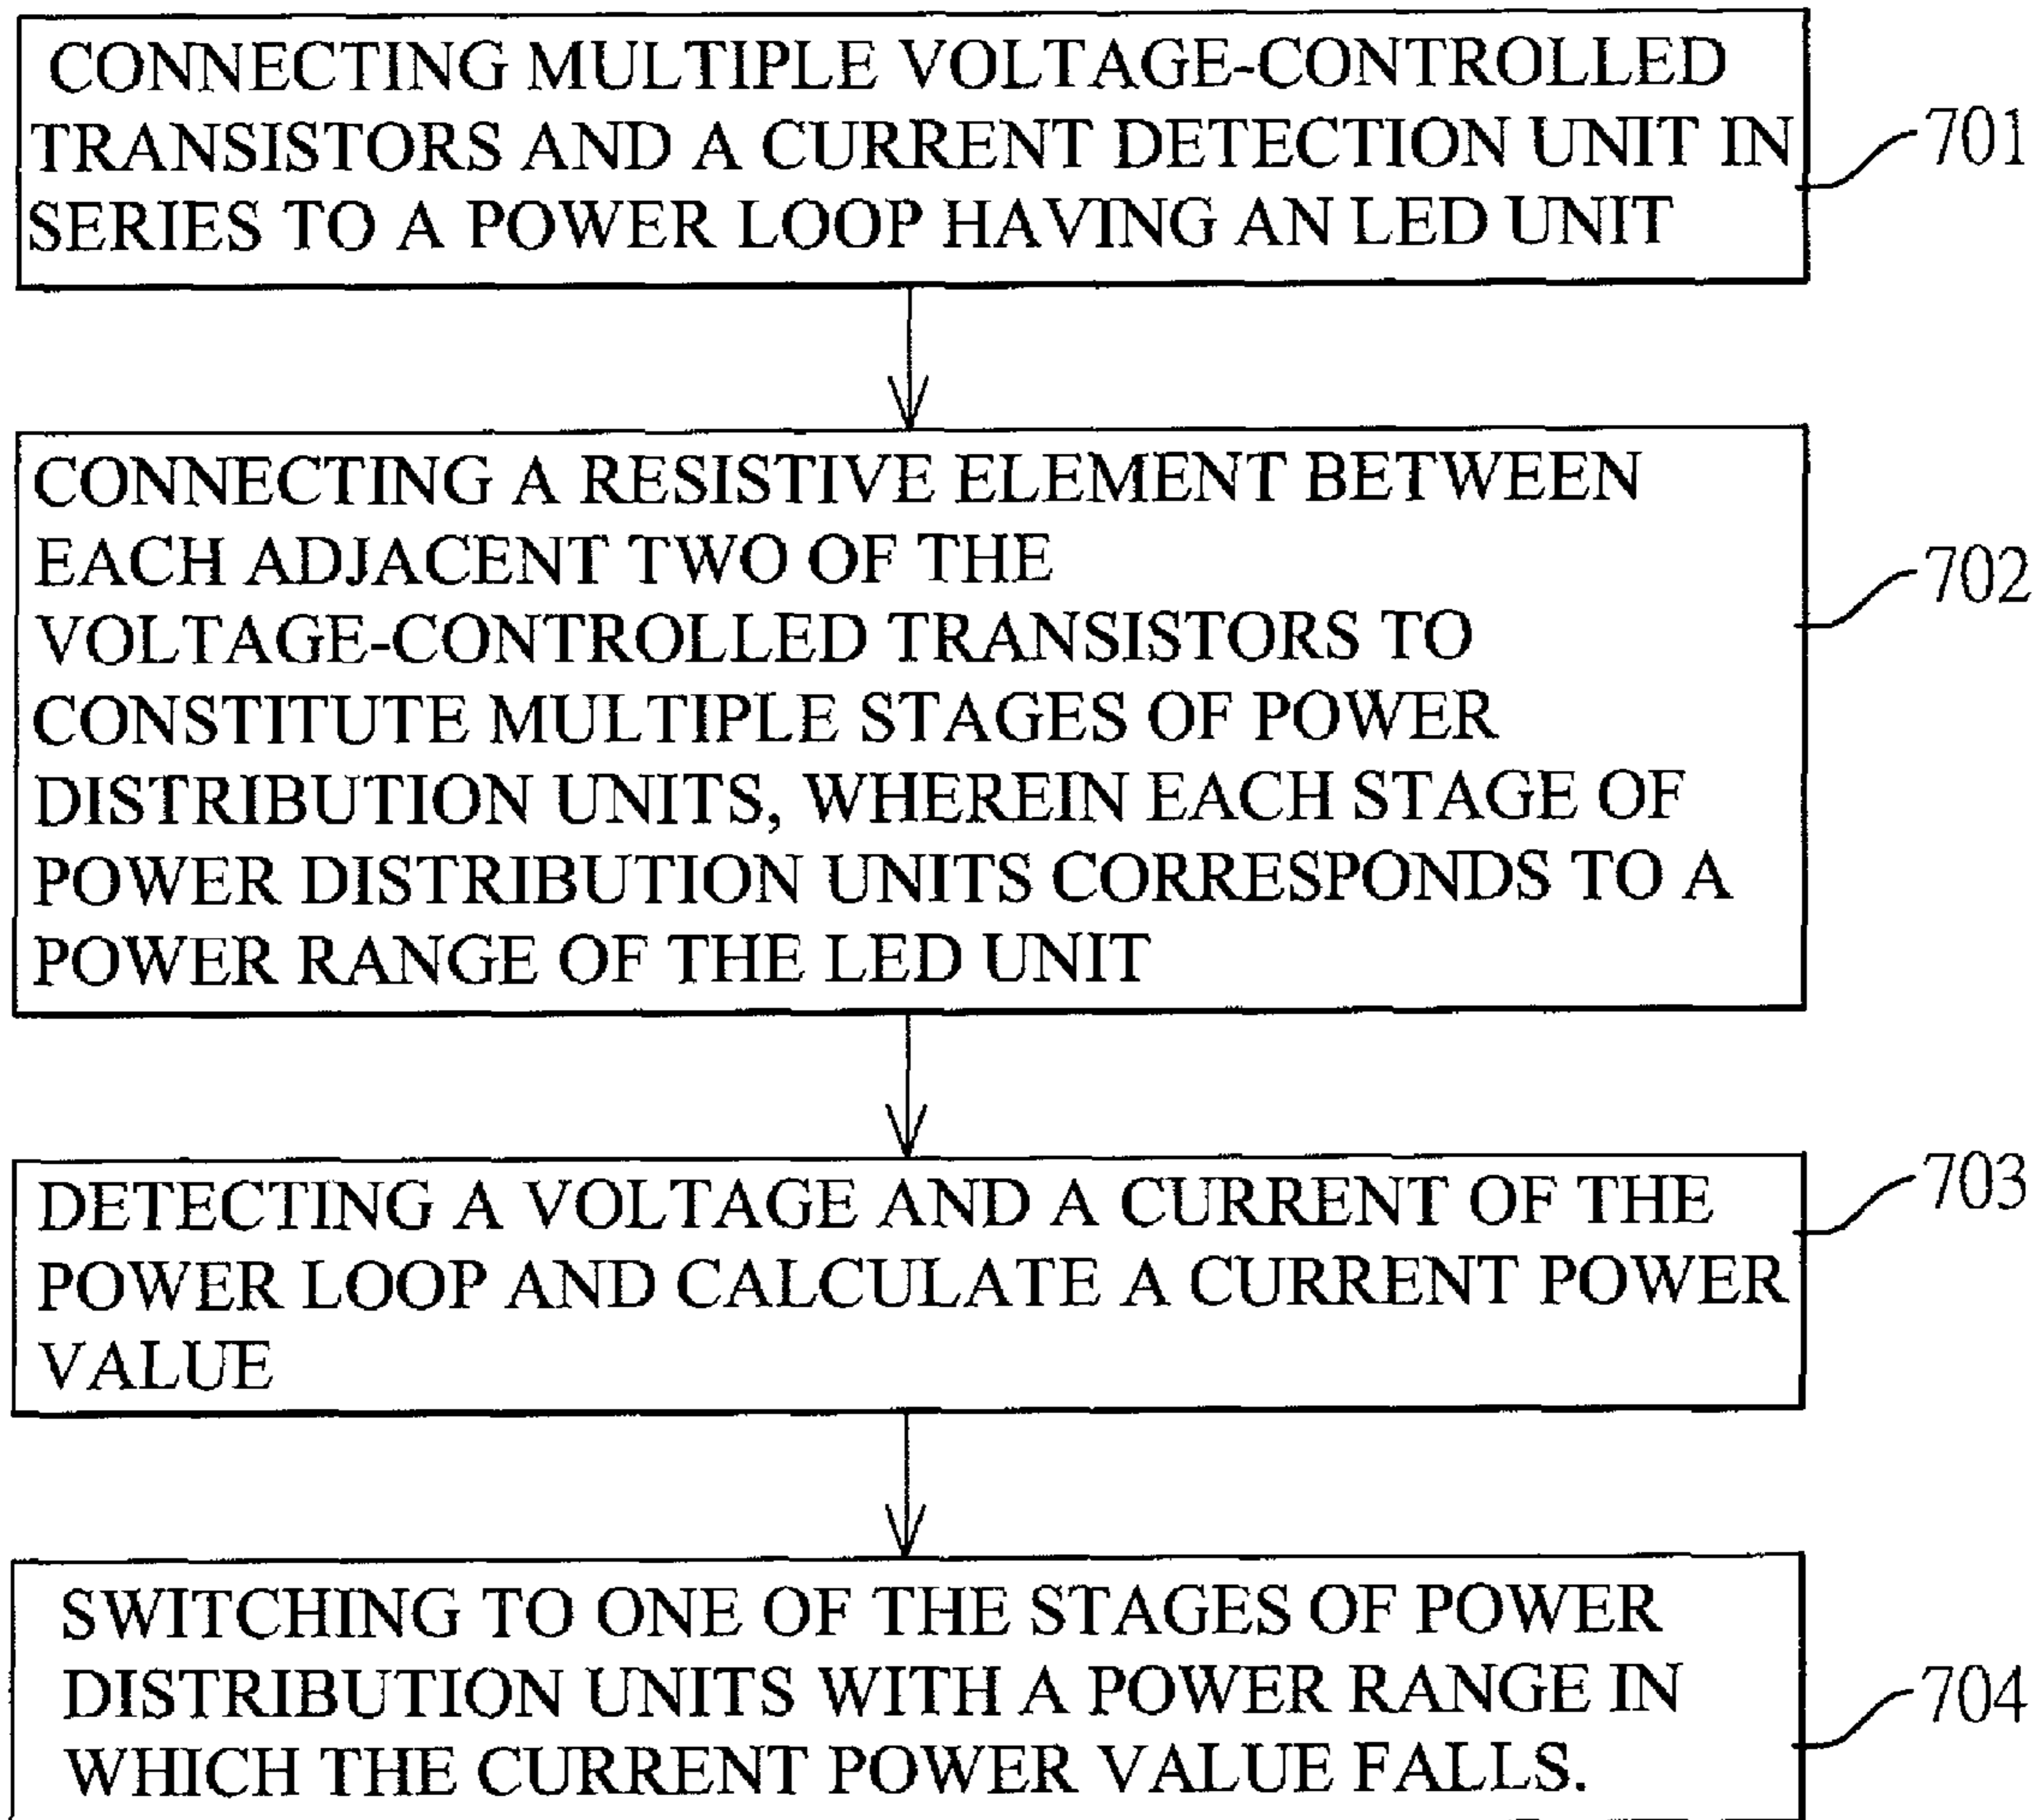 CONNECTING MULTIPLE VOLTAGE-CONTROLLED
TRANSISTORS AND A CURRENT DETECTION UNIT IN
SERIES TO A POWER LOOP HAVING AN LED UNIT
701
CONNECTING A RESISTIVE ELEMENT BETWEEN
EACH ADJACENT TWO OF THE
VOLTAGE-CONTROLLED TRANSISTORS TO
CONSTITUTE MULTIPLE STAGES OF POWER
DISTRIBUTION UNITS, WHEREIN EACH STAGE OF
POWER DISTRIBUTION UNITS CORRESPONDS TO A
POWER RANGE OF THE LED UNIT
702
DETECTING A VOLTAGE AND A CURRENT OF THE
POWER LOOP AND CALCULATE A CURRENT POWER
VALUE
703
SWITCHING TO ONE OF THE STAGES OF POWER
DISTRIBUTION UNITS WITH A POWER RANGE IN
WHICH THE CURRENT POWER VALUE FALLS.
704